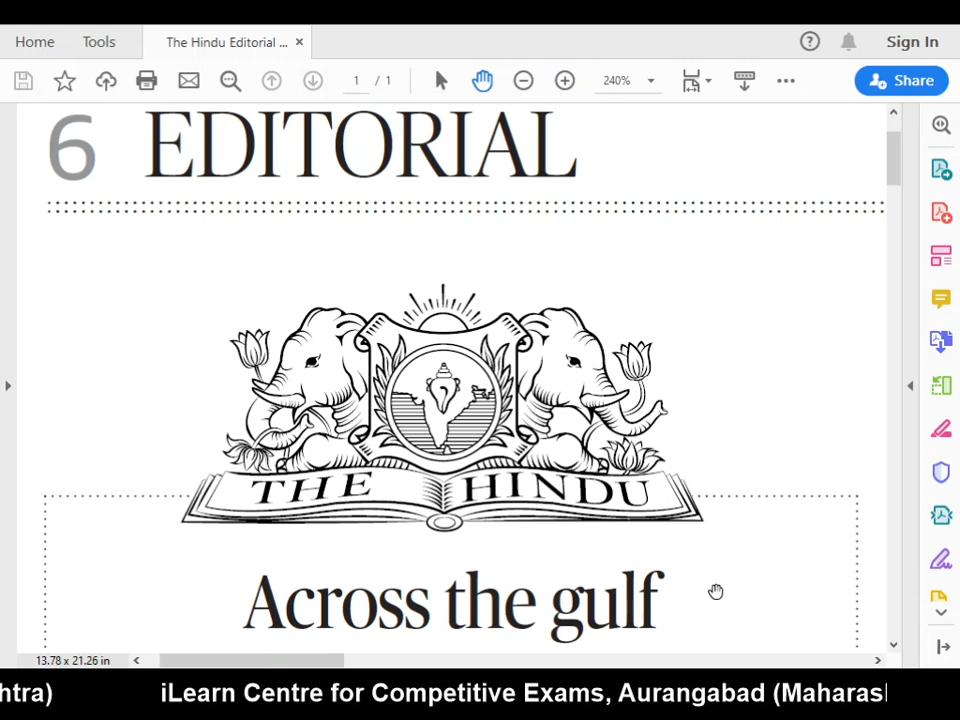 Home
Tools
The Hindu Editorial ...
Sign In
1 / 1
240%
Share
6 EDITORIAL
THE HINDU
Across the gulf
13.78 x 21.26 in
htra) iLearn Centre for Competitive Exams, Aurangabad (Maharas